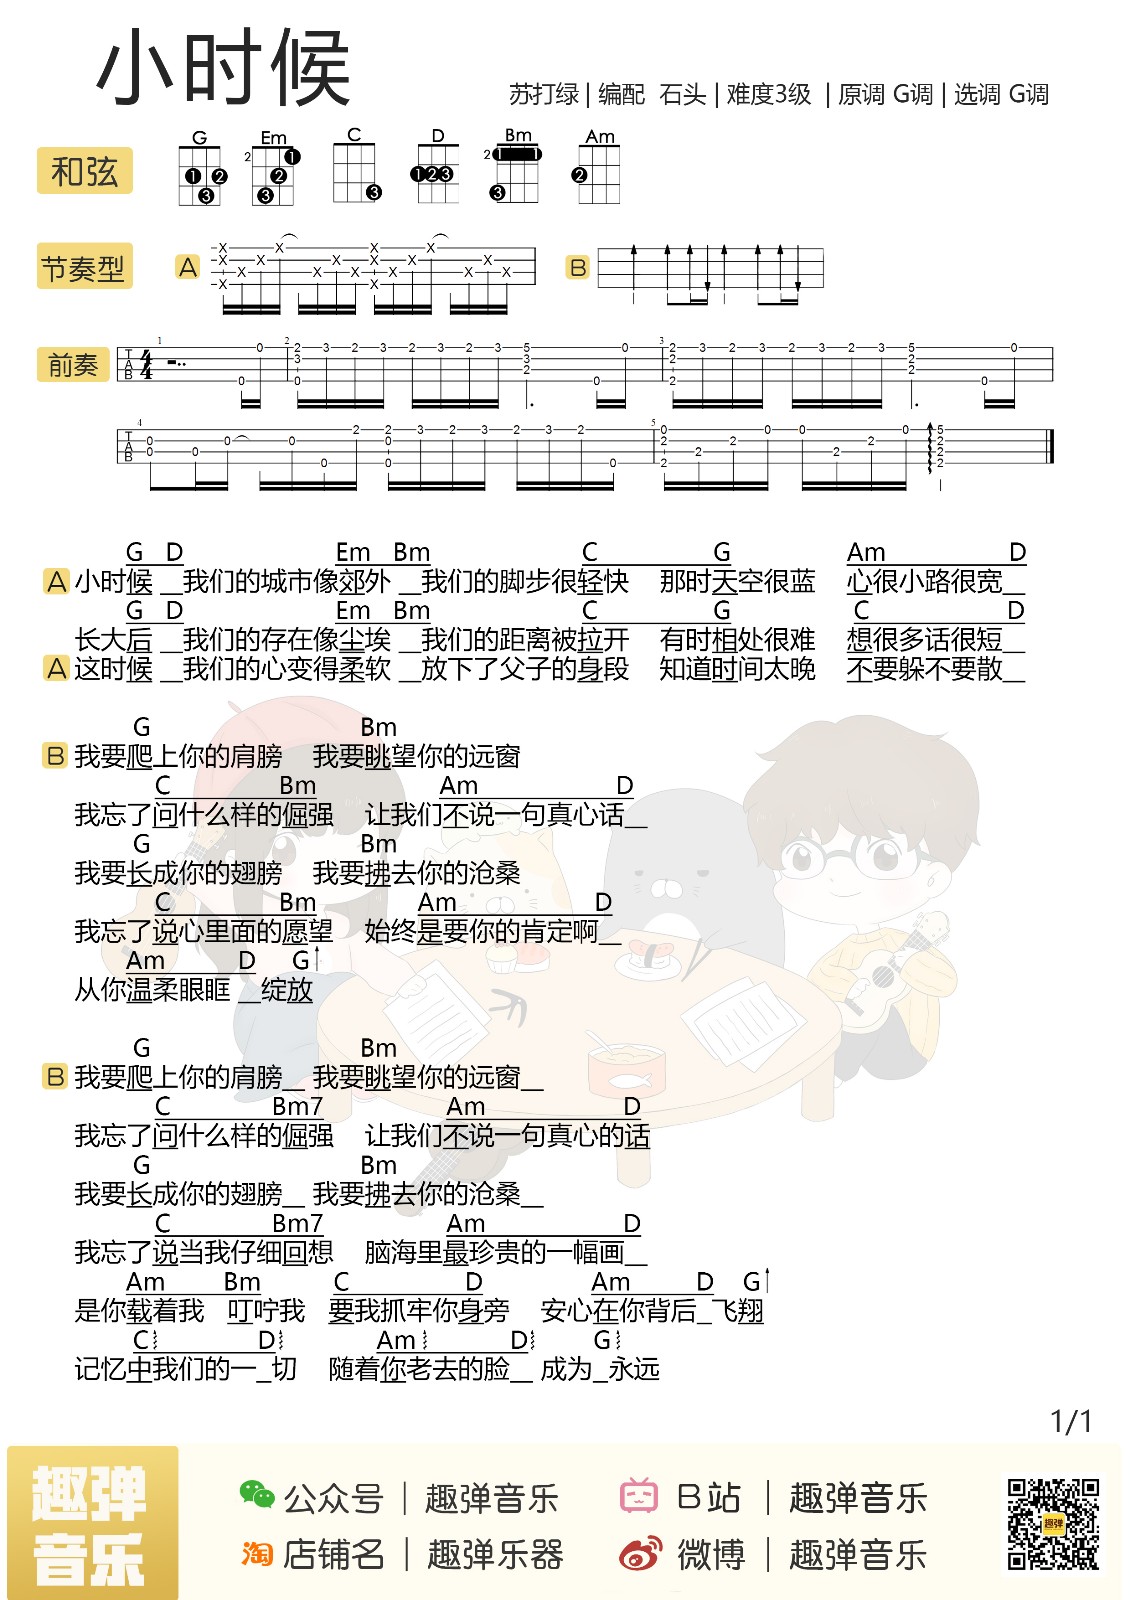 小时候
苏打绿 | 编配 石头 | 难度3级 | 原调 G调 | 选调 G调
和弦 G Em C D Bm Am
节奏型 A B
前奏
G D Em Bm C G Am D
A 小时候 __我们的城市像郊外 __我们的脚步很轻快 那时天空很蓝 心很小路很宽__
G D Em Bm C G C D
长大后 __我们的存在像尘埃 __我们的距离被拉开 有时相处很难 想很多话很短__
A 这时候 __我们的心变得柔软 __放下了父子的身段 知道时间太晚 不要躲不要散__
G Bm
B 我要爬上你的肩膀 我要眺望你的远窗
C Bm Am D
我忘了问什么样的倔强 让我们不说一句真心话__
G Am
我要长成你的翅膀 我要拂去你的沧桑
C Bm Am D
我忘了说心里面的愿望 始终是要你的肯定啊__
Am D G
从你温柔眼眶 __绽放
G Bm
B 我要爬上你的肩膀__ 我要眺望你的远窗__
C Bm7 Am D
我忘了问什么样的倔强 让我们不说一句真心的话
G Bm
我要长成你的翅膀__ 我要拂去你的沧桑__
C Bm7 Am D
我忘了说当我仔细回想 脑海里最珍贵的一幅画__
Am Bm C D Am D G
是你载着我 叮咛我 要我抓牢你身旁 安心在你背后_飞翔
C D Am D G
记忆中我们的一_切 随着你老去的脸__ 成为_永远
1/1
趣弹
音乐
公众号 | 趣弹音乐 B站 | 趣弹音乐
淘 店铺名 | 趣弹乐器 微博 | 趣弹音乐
趣弹